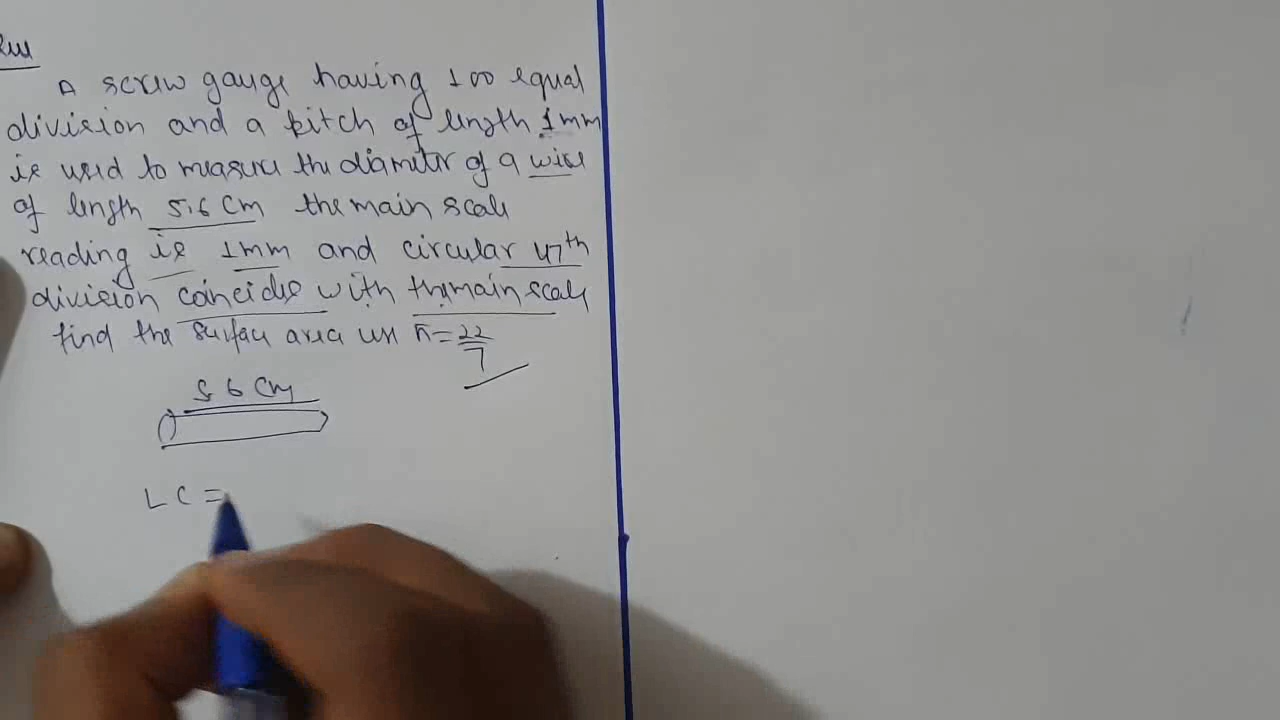 A screw gauge having 100 equal
division and a pitch of length 1mm
is used to measure the diameter of a wire
of length 5.6 Cm the main scale
reading is 1mm and circular 47th
division coincide with the main scale
find the surface area use π = 22/7
5.6 Cm
LC =